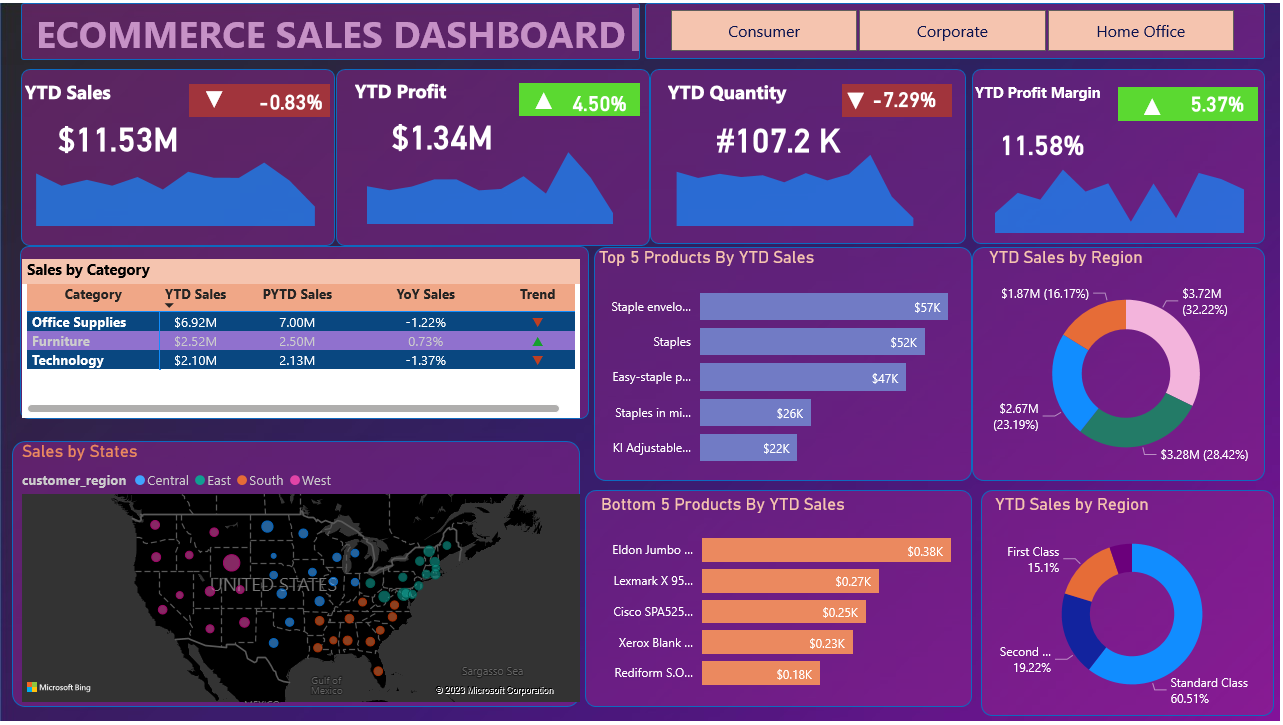 ECOMMERCE SALES DASHBOARD
Consumer
Corporate
Home Office
YTD Sales
-0.83%
$11.53M
YTD Profit
4.50%
$1.34M
YTD Quantity
-7.29%
#107.2 K
YTD Profit Margin
5.37%
11.58%
Sales by Category
Category YTD Sales PYTD Sales YoY Sales Trend
Office Supplies $6.92M 7.00M -1.22%
Furniture $2.52M 2.50M 0.73%
Technology $2.10M 2.13M -1.37%
Top 5 Products By YTD Sales
Staple envelo... $57K
Staples $52K
Easy-staple p... $47K
Staples in mi... $26K
KI Adjustable... $22K
YTD Sales by Region
$1.87M (16.17%)
$3.72M
(32.22%)
$2.67M
(23.19%)
$3.28M (28.42%)
Sales by States
customer_region Central East South West
UNITED STATES
Sargasso Sea
Gulf of
Mexico
MEXICO
Microsoft Bing
© 2023 Microsoft Corporation
Bottom 5 Products By YTD Sales
Eldon Jumbo ... $0.38K
Lexmark X 95... $0.27K
Cisco SPA525... $0.25K
Xerox Blank ... $0.23K
Rediform S.O... $0.18K
YTD Sales by Region
First Class
15.1%
Second ...
19.22%
Standard Class
60.51%